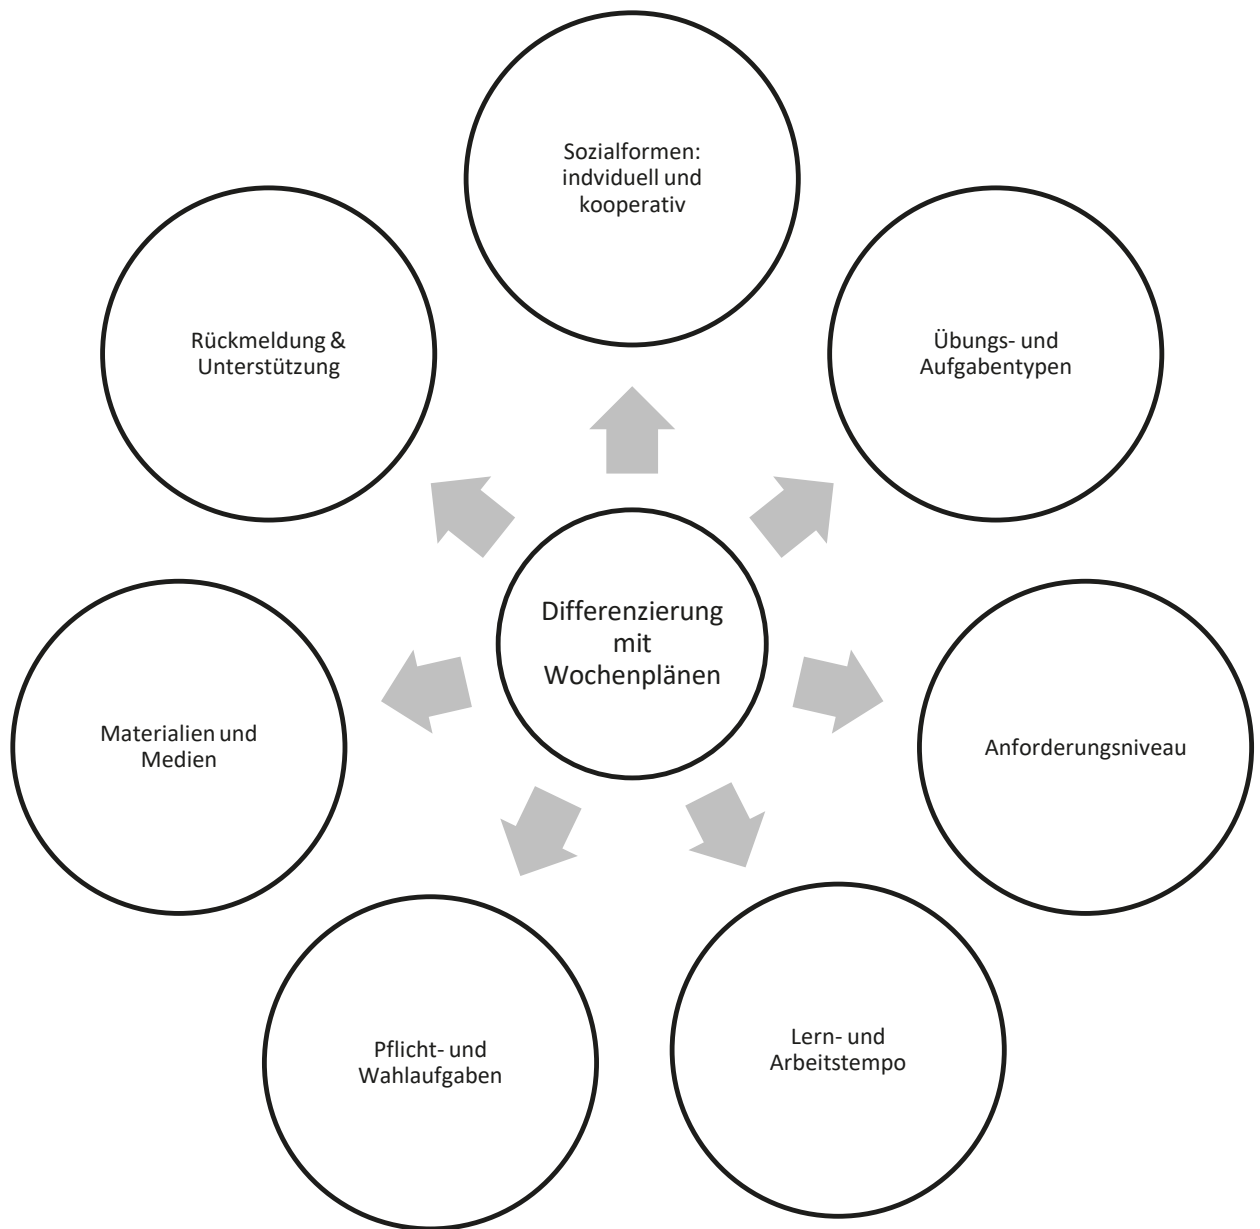 Sozialformen:
indviduell und
kooperativ
Rückmeldung &
Unterstützung
Übungs- und
Aufgabentypen
Differenzierung
mit
Wochenplänen
Materialien und
Medien
Anforderungsniveau
Pflicht- und
Wahlaufgaben
Lern- und
Arbeitstempo